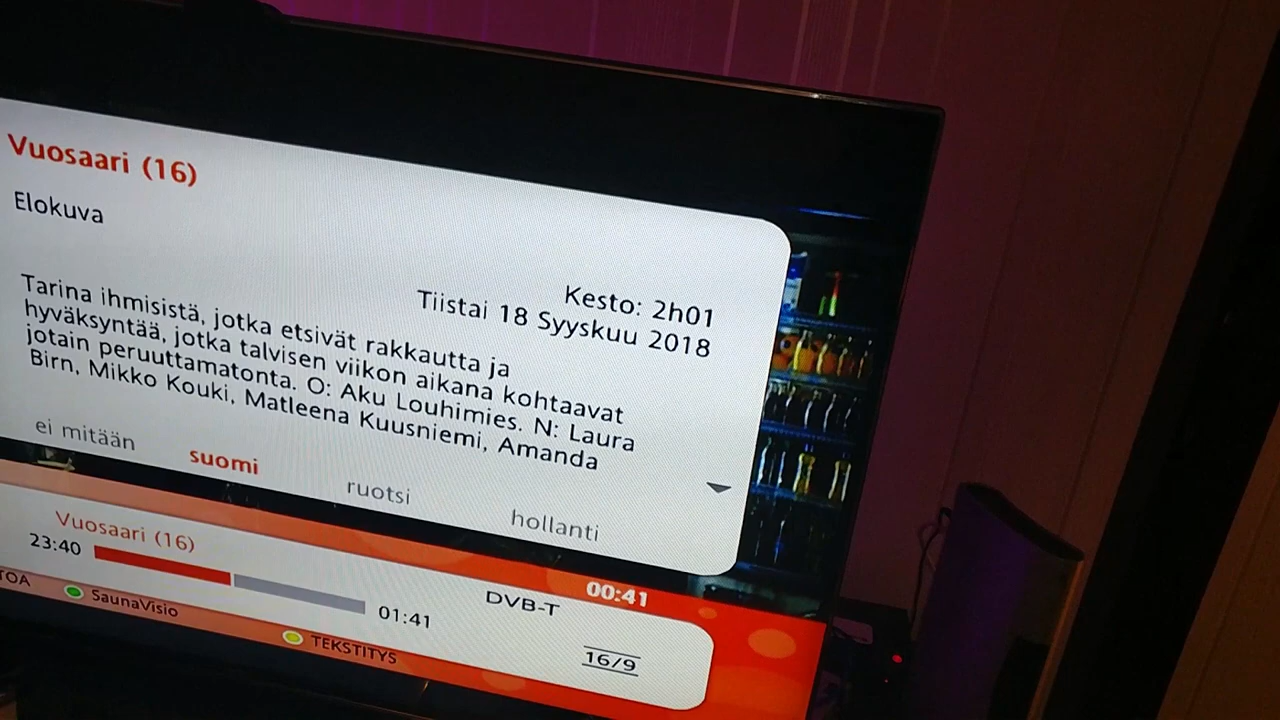 Vuosaari (16)
Elokuva
Kesto: 2h01
Tiistai 18 Syyskuu 2018
Tarina ihmisistä, jotka etsivät rakkautta ja
hyväksyntää, jotka talvisen viikon aikana kohtaavat
jotain peruuttamatonta. O: Aku Louhimies. N: Laura
Birn, Mikko Kouki, Matleena Kuusniemi, Amanda
ei mitään suomi ruotsi hollanti
Vuosaari (16)
00:41
23:40 01:41 DVB-T
16/9
TOA SaunaVisio TEKSTITYS